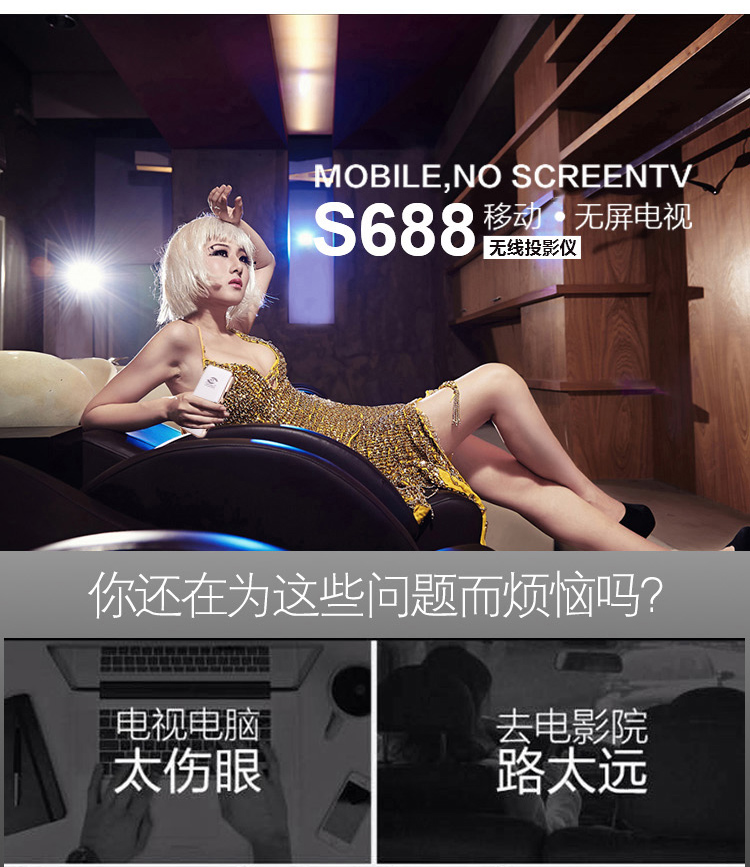 MOBILE,NO SCREENTV
S688 移动·无屏电视
无线投影仪
你还在为这些问题而烦恼吗?
电视电脑
太伤眼
去电影院
路太远